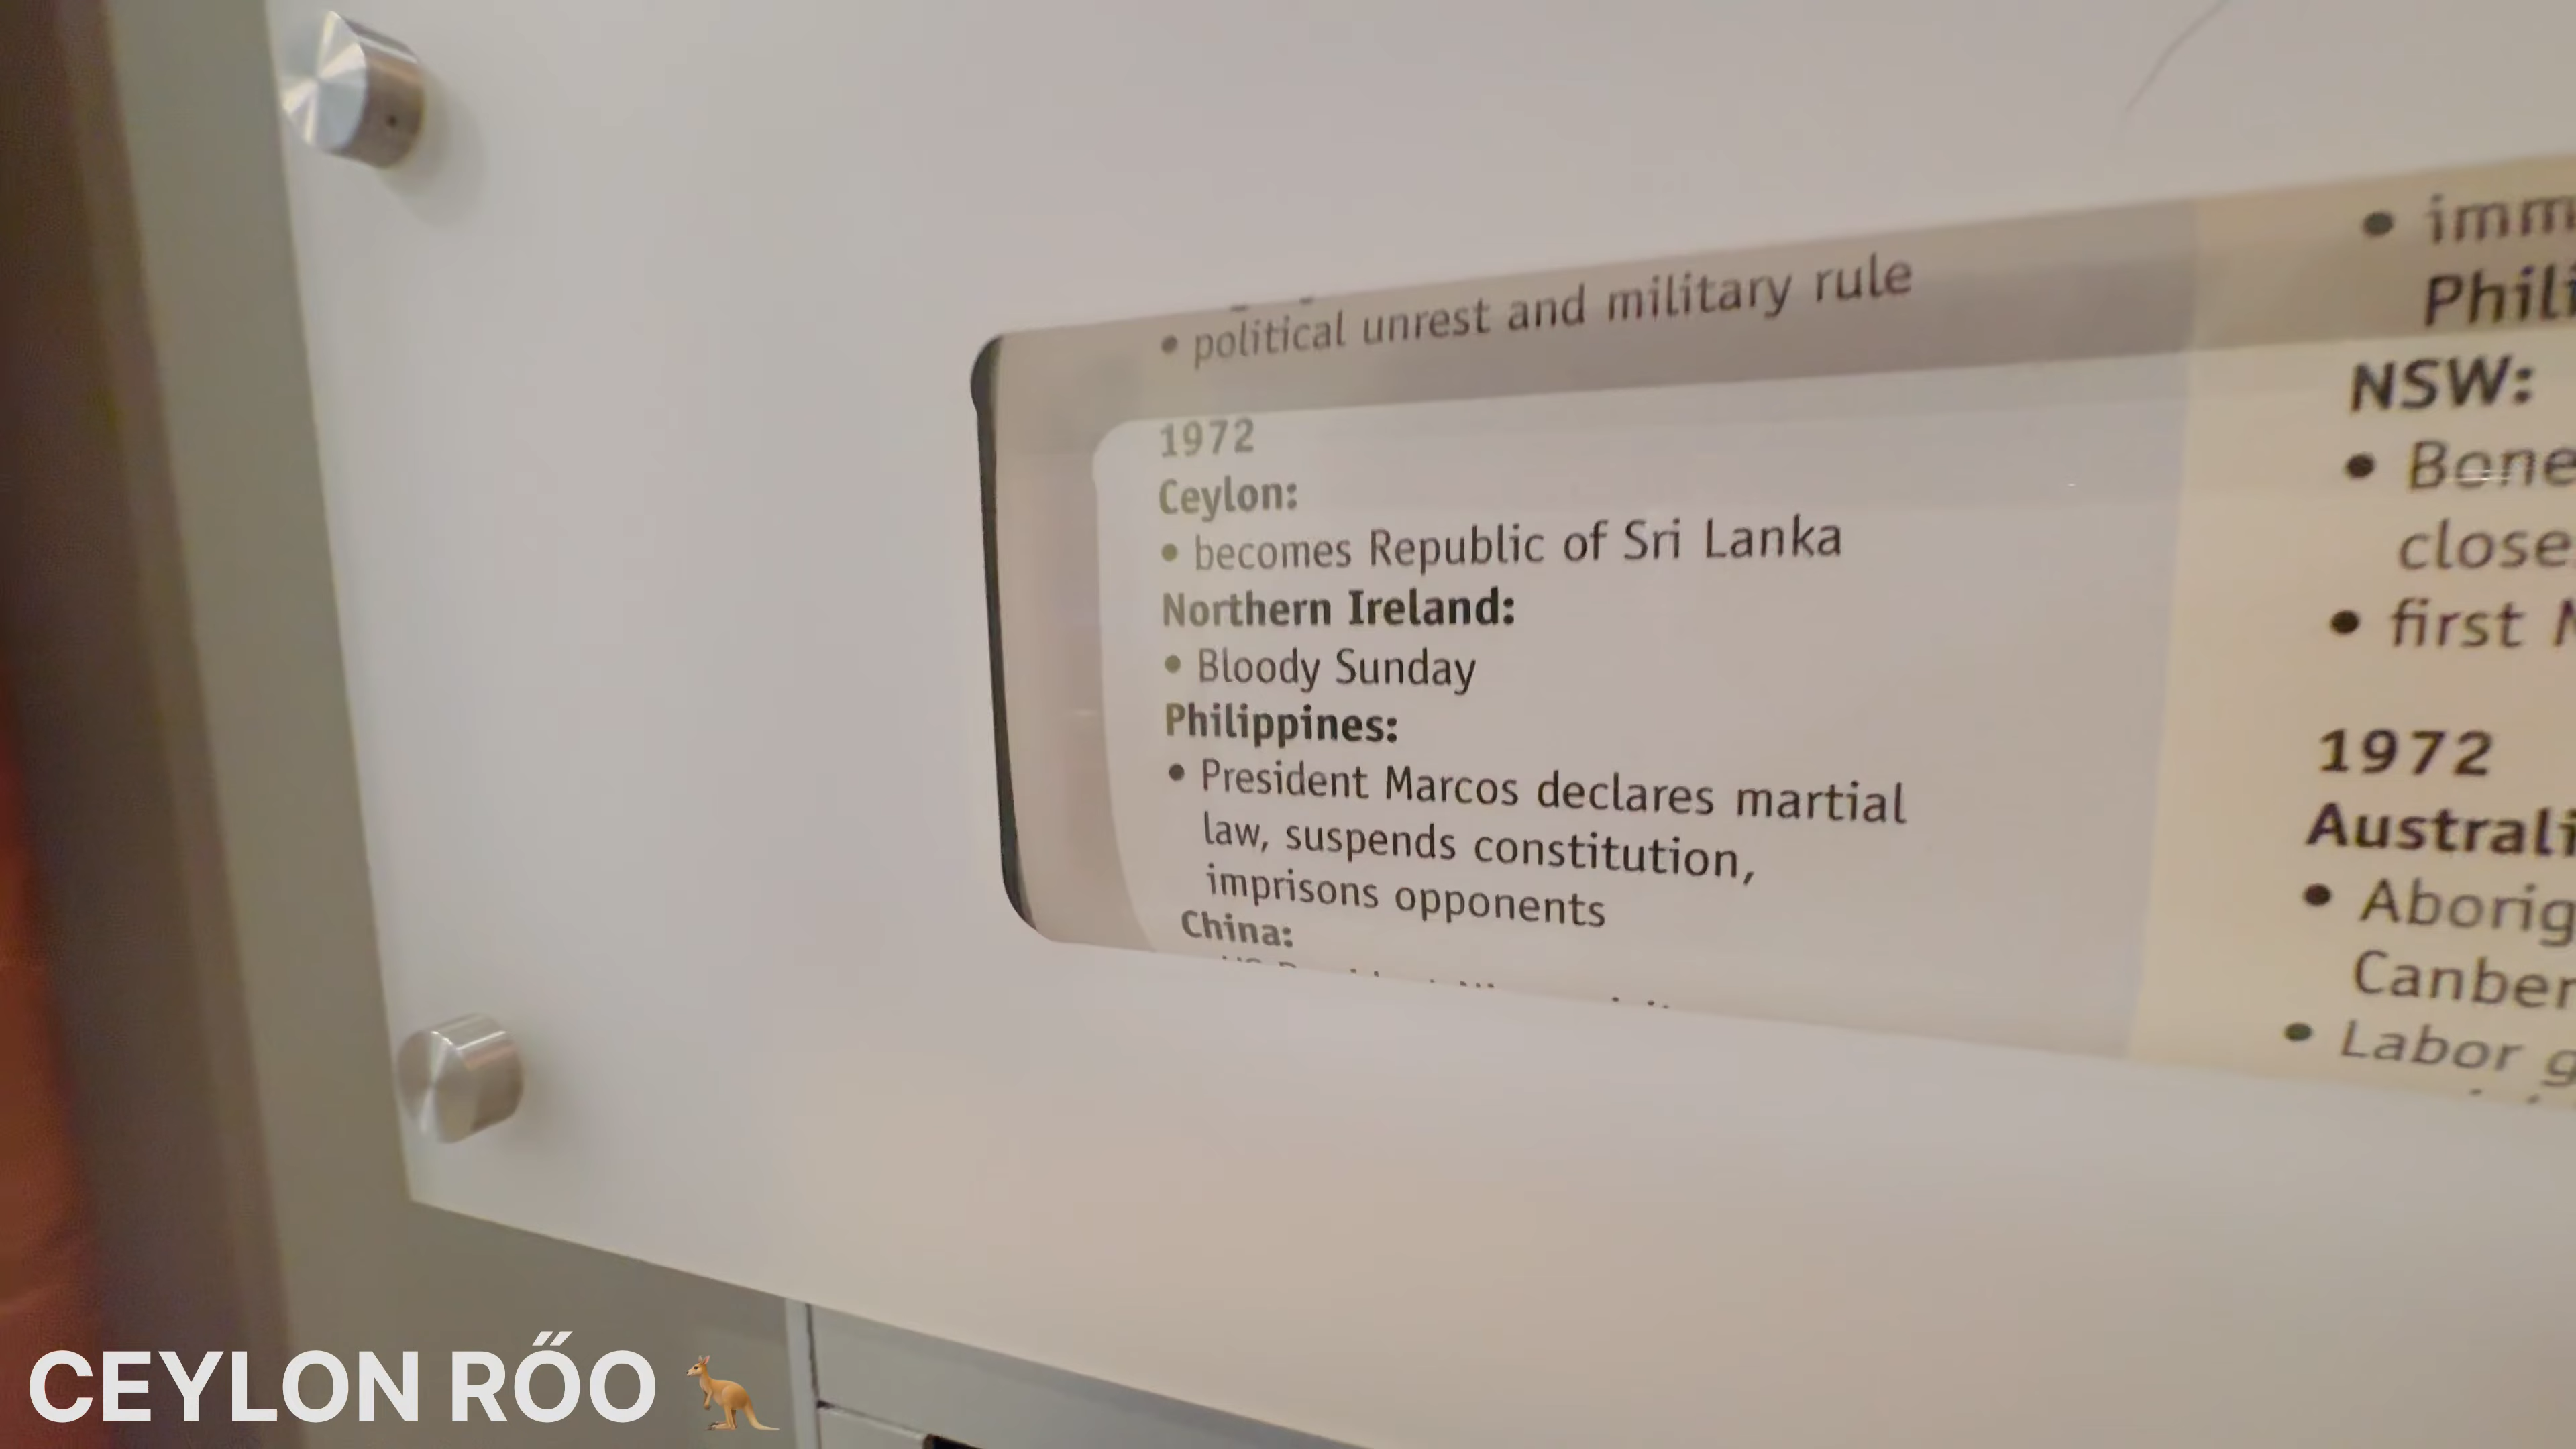 • political unrest and military rule
1972
Ceylon:
• becomes Republic of Sri Lanka
Northern Ireland:
• Bloody Sunday
Philippines:
• President Marcos declares martial
law, suspends constitution,
imprisons opponents
China:
• imm
Phili
NSW:
• Bone
close
• first
1972
Australi
• Aborig
Canber
• Labor g
CEYLON RŐO